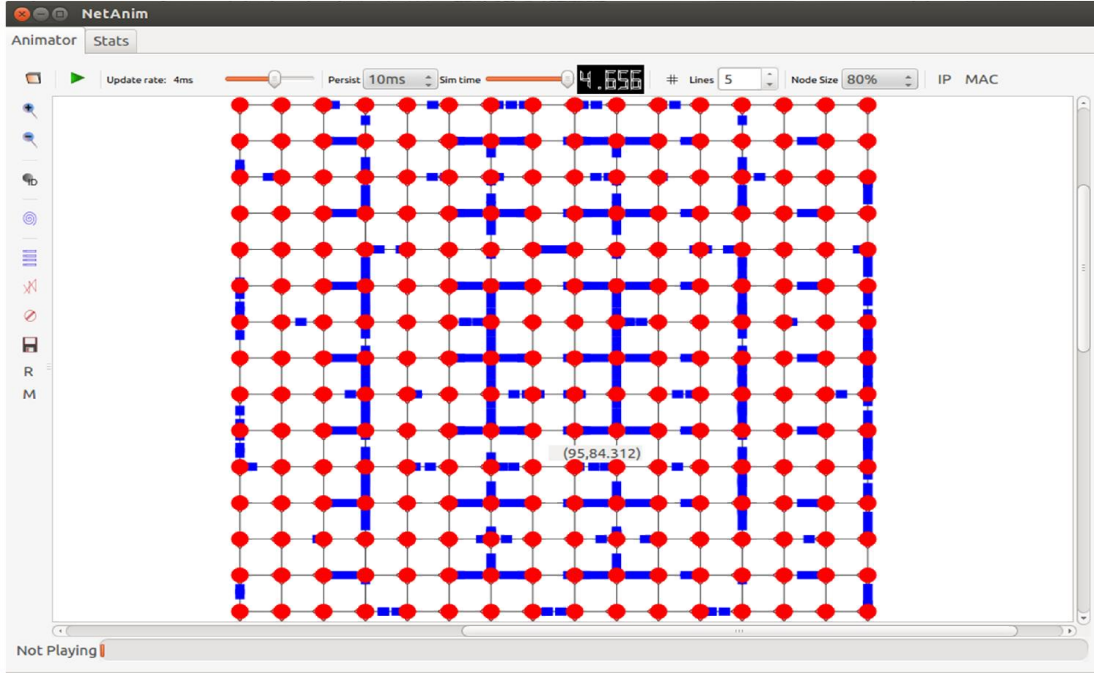 NetAnim
Animator Stats
Update rate: 4ms Persist 10ms Sim time 4.656 # Lines 5 Node Size 80% IP MAC
ID
R
M
(95,84.312)
Not Playing